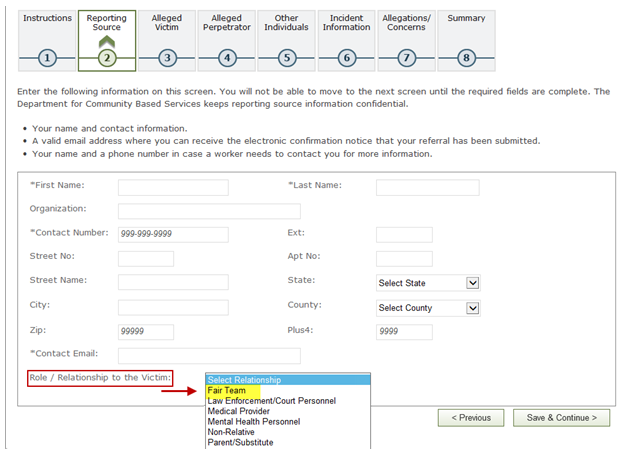 Instructions
1
Reporting
Source
2
Alleged
Victim
3
Alleged
Perpetrator
4
Other
Individuals
5
Incident
Information
6
Allegations/
Concerns
7
Summary
8
Enter the following information on this screen. You will not be able to move to the next screen until the required fields are complete. The
Department for Community Based Services keeps reporting source information confidential.
• Your name and contact information.
• A valid email address where you can receive the electronic confirmation notice that your referral has been submitted.
• Your name and a phone number in case a worker needs to contact you for more information.
*First Name: *Last Name:
Organization:
*Contact Number: 999-999-9999 Ext:
Street No: Apt No:
Street Name: State: Select State
City: County: Select County
Zip: 99999 Plus4: 9999
*Contact Email:
Role / Relationship to the Victim: Select Relationship
Fair Team
Law Enforcement/Court Personnel
Medical Provider
Mental Health Personnel
Non-Relative
Parent/Substitute
< Previous Save & Continue >